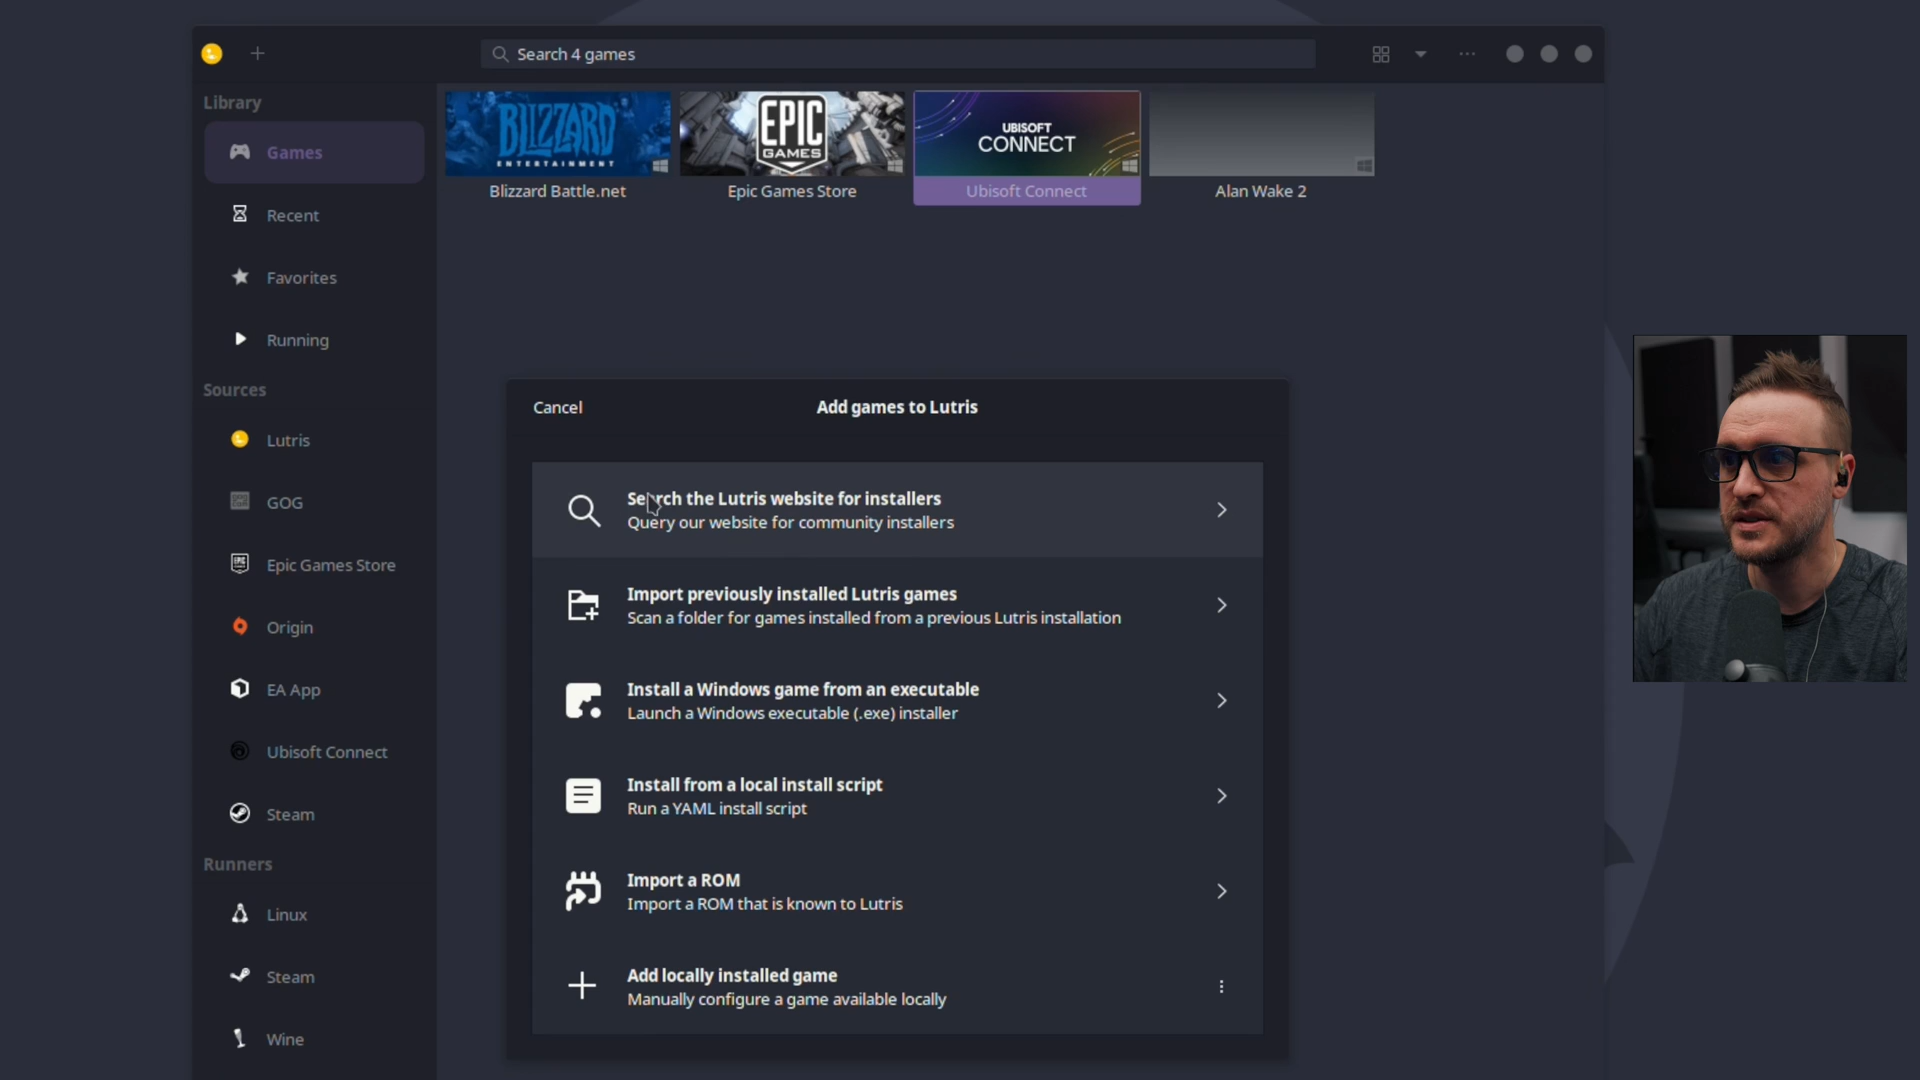 Search 4 games
Library
Games
Recent
Favorites
Running
Sources
Lutris
GOG
Epic Games Store
Origin
EA App
Ubisoft Connect
Steam
Runners
Linux
Steam
Wine
BLIZZARD
ENTERTAINMENT
Blizzard Battle.net
EPIC
GAMES
Epic Games Store
UBISOFT
CONNECT
Ubisoft Connect
Alan Wake 2
Cancel
Add games to Lutris
Search the Lutris website for installers
Query our website for community installers
Import previously installed Lutris games
Scan a folder for games installed from a previous Lutris installation
Install a Windows game from an executable
Launch a Windows executable (.exe) installer
Install from a local install script
Run a YAML install script
Import a ROM
Import a ROM that is known to Lutris
Add locally installed game
Manually configure a game available locally